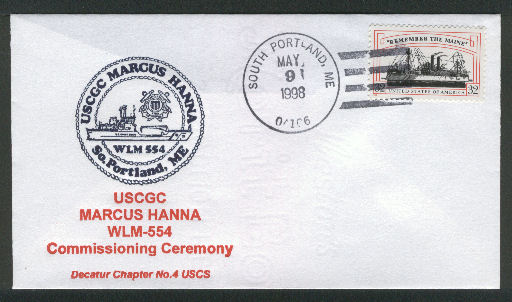 USCGC MARCUS HANNA
WLM 554
So. Portland, ME
SOUTH PORTLAND, ME
MAY
9
1998
"REMEMBER THE MAINE"
32
UNITED STATES OF AMERICA
USCGC
MARCUS HANNA
WLM-554
Commissioning Ceremony
Decatur Chapter No.4 USCS